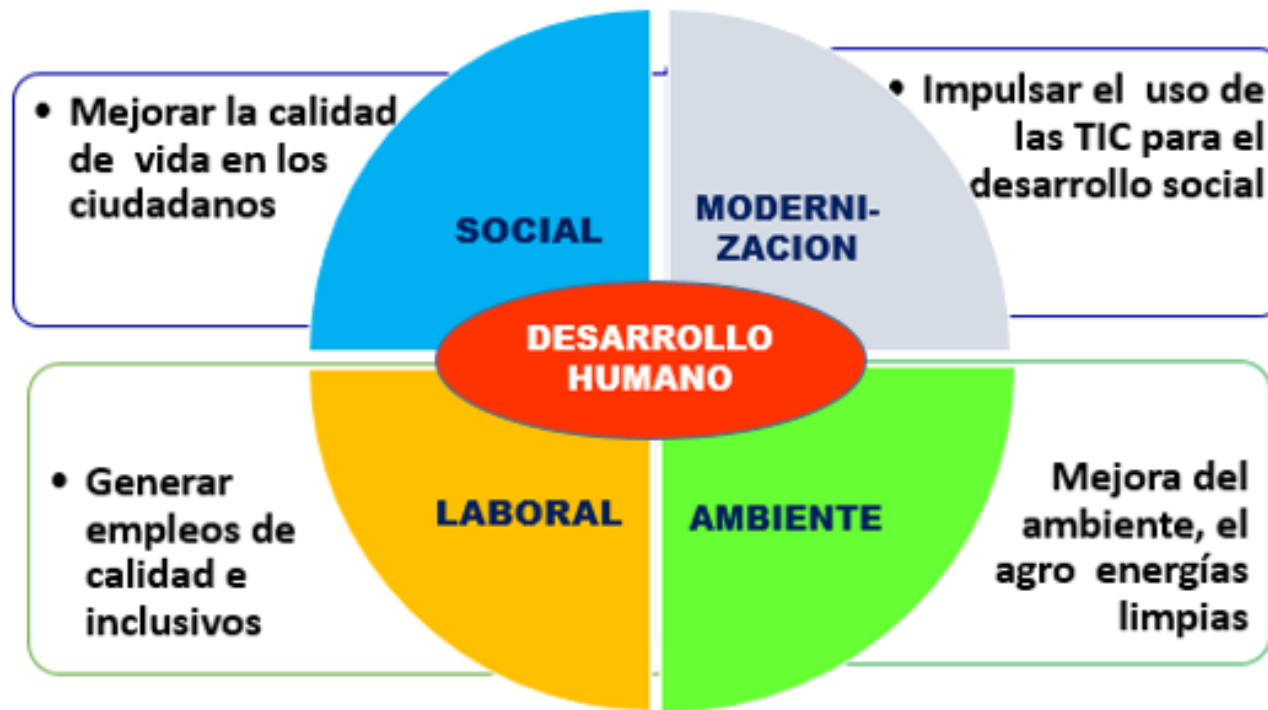 • Mejorar la calidad
de vida en los
ciudadanos
SOCIAL
MODERNI-
ZACION
• Impulsar el uso de
las TIC para el
desarrollo social
DESARROLLO
HUMANO
• Generar
empleos de
calidad e
inclusivos
LABORAL
AMBIENTE
Mejora del
ambiente, el
agro energías
limpias